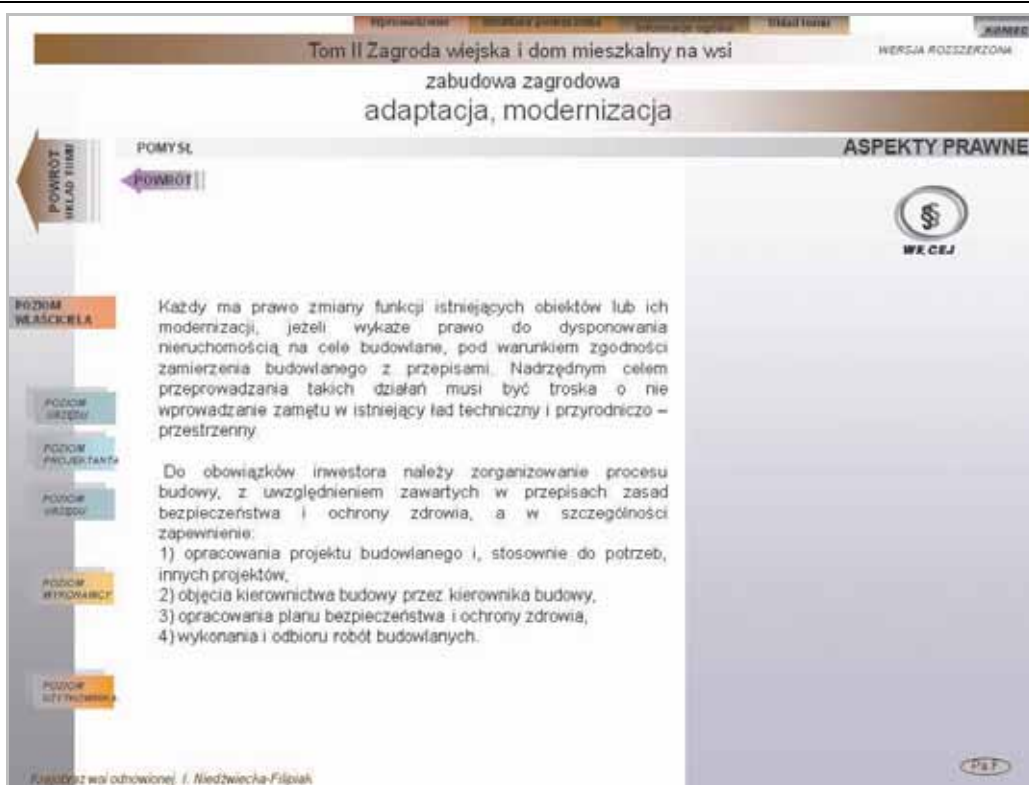 Wprowadzenie
Układ tomu
KONIEC
Tom II Zagroda wiejska i dom mieszkalny na wsi
WERSJA ROZSZERZONA
zabudowa zagrodowa
adaptacja, modernizacja
POWRÓT
UKŁAD TOMU
POMYSŁ
ASPEKTY PRAWNE
POWRÓT
§
WIĘCEJ
POZIOM
WŁAŚCICIELA
Każdy ma prawo zmiany funkcji istniejących obiektów lub ich
modernizacji, jeżeli wykaże prawo do dysponowania
nieruchomością na cele budowlane, pod warunkiem zgodności
zamierzenia budowlanego z przepisami. Nadrzędnym celem
przeprowadzania takich działań musi być troska o nie
wprowadzanie zamętu w istniejący ład techniczny i przyrodniczo –
przestrzenny.
POZIOM
URZĘDU
POZIOM
PROJEKTANTA
POZIOM
URZĘDU
Do obowiązków inwestora należy zorganizowanie procesu
budowy, z uwzględnieniem zawartych w przepisach zasad
bezpieczeństwa i ochrony zdrowia, a w szczególności
zapewnienie:
1) opracowania projektu budowlanego i, stosownie do potrzeb,
innych projektów,
2) objęcia kierownictwa budowy przez kierownika budowy,
3) opracowania planu bezpieczeństwa i ochrony zdrowia,
4) wykonania i odbioru robót budowlanych.
POZIOM
WYKONAWCY
POZIOM
UŻYTKOWNIKA
Krajobraz wsi odnowionej, I. Niedźwiecka-Filipiak